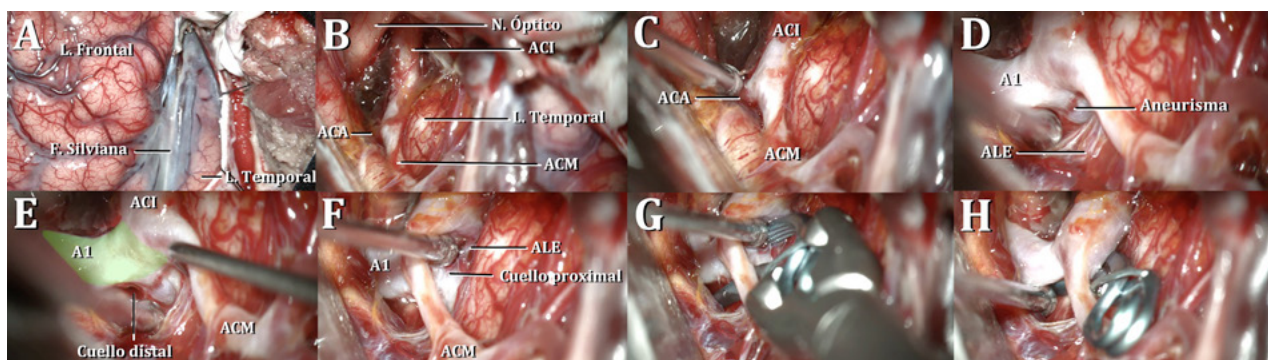 A
L. Frontal
F. Silviana
L. Temporal
B
N. Óptico
ACI
L. Temporal
ACA
ACM
C
ACI
ACA
ACM
D
A1
Aneurisma
ALE
E
ACI
A1
ACM
Cuello distal
F
A1
ALE
Cuello proximal
ACM
G
H